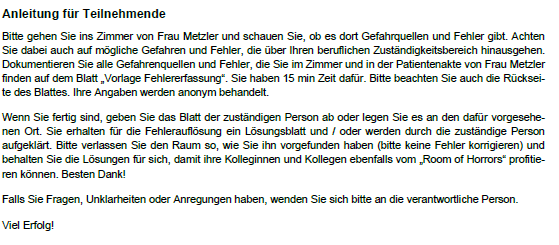 Anleitung für Teilnehmende
Bitte gehen Sie ins Zimmer von Frau Metzler und schauen Sie, ob es dort Gefahrquellen und Fehler gibt. Achten
Sie dabei auch auf mögliche Gefahren und Fehler, die über Ihren beruflichen Zuständigkeitsbereich hinausgehen.
Dokumentieren Sie alle Gefahrenquellen und Fehler, die Sie im Zimmer und in der Patientenakte von Frau Metzler
finden auf dem Blatt „Vorlage Fehlererfassung“. Sie haben 15 min Zeit dafür. Bitte beachten Sie auch die Rücksei-
te des Blattes. Ihre Angaben werden anonym behandelt.
Wenn Sie fertig sind, geben Sie das Blatt der zuständigen Person ab oder legen Sie es an den dafür vorgesehe-
nen Ort. Sie erhalten für die Fehlerauflösung ein Lösungsblatt und / oder werden durch die zuständige Person
aufgeklärt. Bitte verlassen Sie den Raum so, wie Sie ihn vorgefunden haben (bitte keine Fehler korrigieren) und
behalten Sie die Lösungen für sich, damit ihre Kolleginnen und Kollegen ebenfalls vom „Room of Horrors“ profitie-
ren können. Besten Dank!
Falls Sie Fragen, Unklarheiten oder Anregungen haben, wenden Sie sich bitte an die verantwortliche Person.
Viel Erfolg!